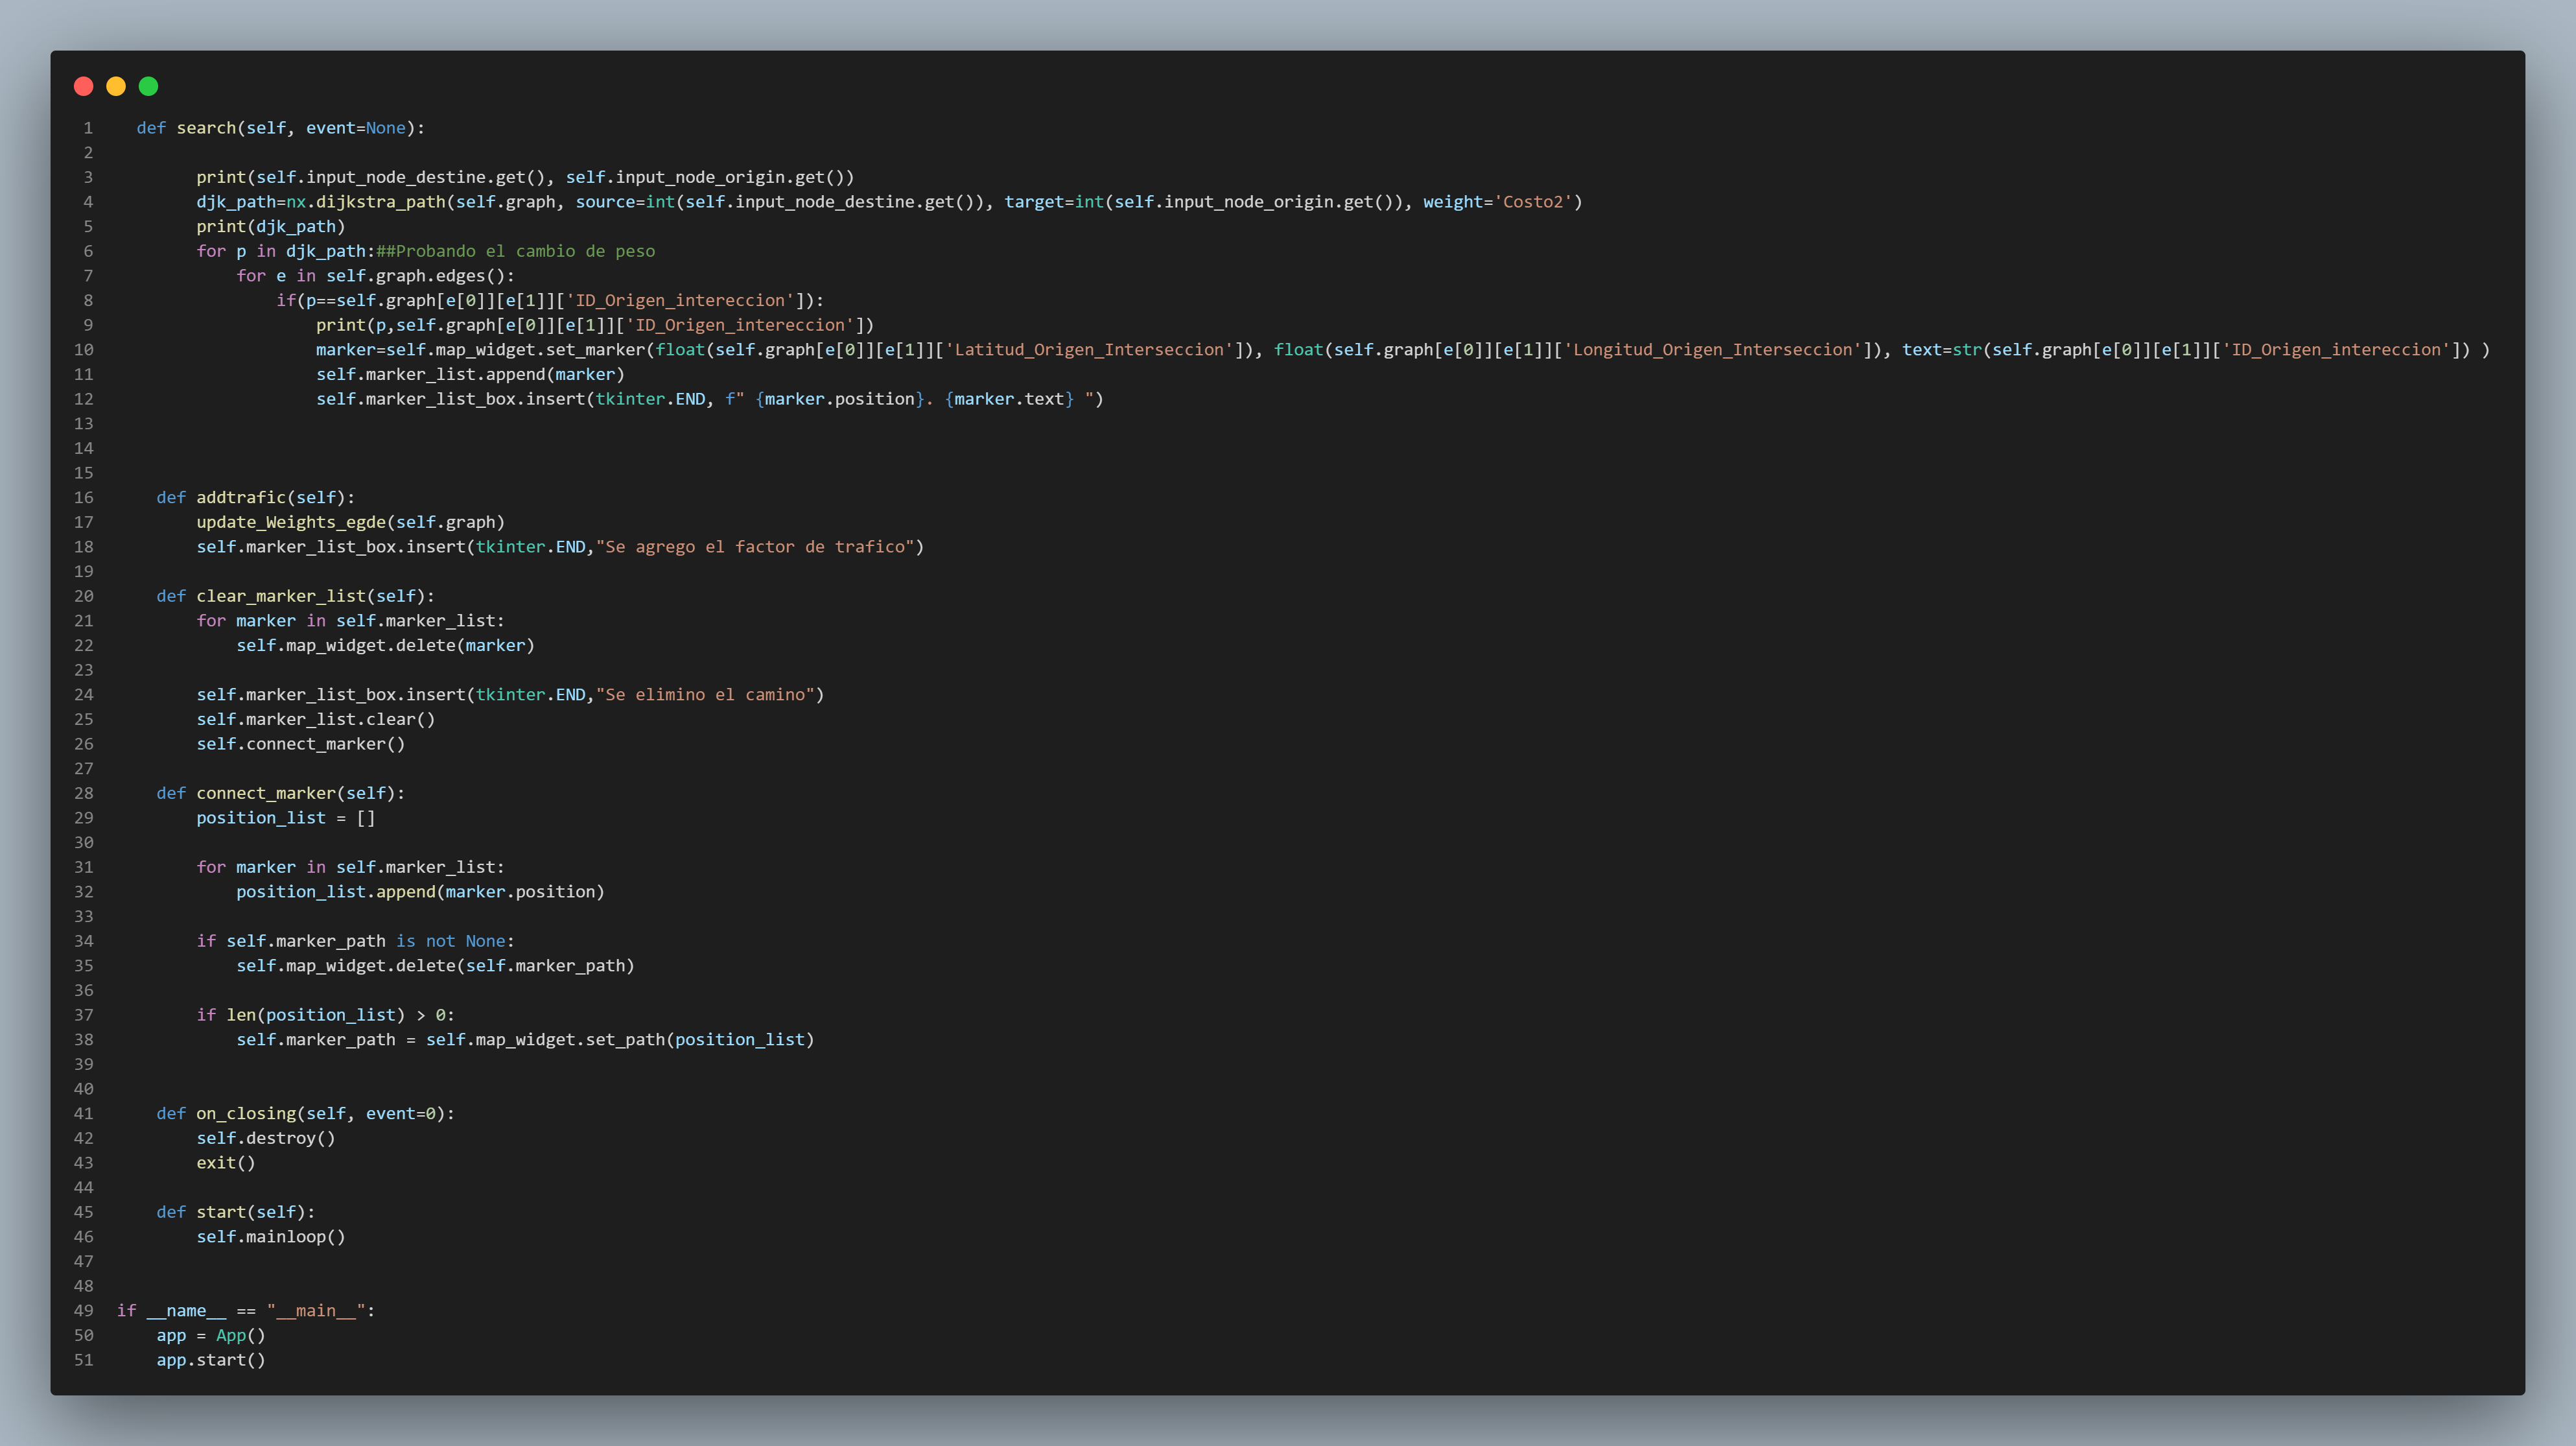 1 def search(self, event=None):
2
3 print(self.input_node_destine.get(), self.input_node_origin.get())
4 djk_path=nx.dijkstra_path(self.graph, source=int(self.input_node_destine.get()), target=int(self.input_node_origin.get()), weight='Costo2')
5 print(djk_path)
6 for p in djk_path:##Probando el cambio de peso
7 for e in self.graph.edges():
8 if(p==self.graph[e[0]][e[1]]['ID_Origen_intereccion']):
9 print(p,self.graph[e[0]][e[1]]['ID_Origen_intereccion'])
10 marker=self.map_widget.set_marker(float(self.graph[e[0]][e[1]]['Latitud_Origen_Interseccion']), float(self.graph[e[0]][e[1]]['Longitud_Origen_Interseccion']), text=str(self.graph[e[0]][e[1]]['ID_Origen_intereccion']) )
11 self.marker_list.append(marker)
12 self.marker_list_box.insert(tkinter.END, f" {marker.position}. {marker.text} ")
13
14
15
16 def addtrafic(self):
17 update_Weights_egde(self.graph)
18 self.marker_list_box.insert(tkinter.END,"Se agrego el factor de trafico")
19
20 def clear_marker_list(self):
21 for marker in self.marker_list:
22 self.map_widget.delete(marker)
23
24 self.marker_list_box.insert(tkinter.END,"Se elimino el camino")
25 self.marker_list.clear()
26 self.connect_marker()
27
28 def connect_marker(self):
29 position_list = []
30
31 for marker in self.marker_list:
32 position_list.append(marker.position)
33
34 if self.marker_path is not None:
35 self.map_widget.delete(self.marker_path)
36
37 if len(position_list) > 0:
38 self.marker_path = self.map_widget.set_path(position_list)
39
40
41 def on_closing(self, event=0):
42 self.destroy()
43 exit()
44
45 def start(self):
46 self.mainloop()
47
48
49 if __name__ == "__main__":
50 app = App()
51 app.start()